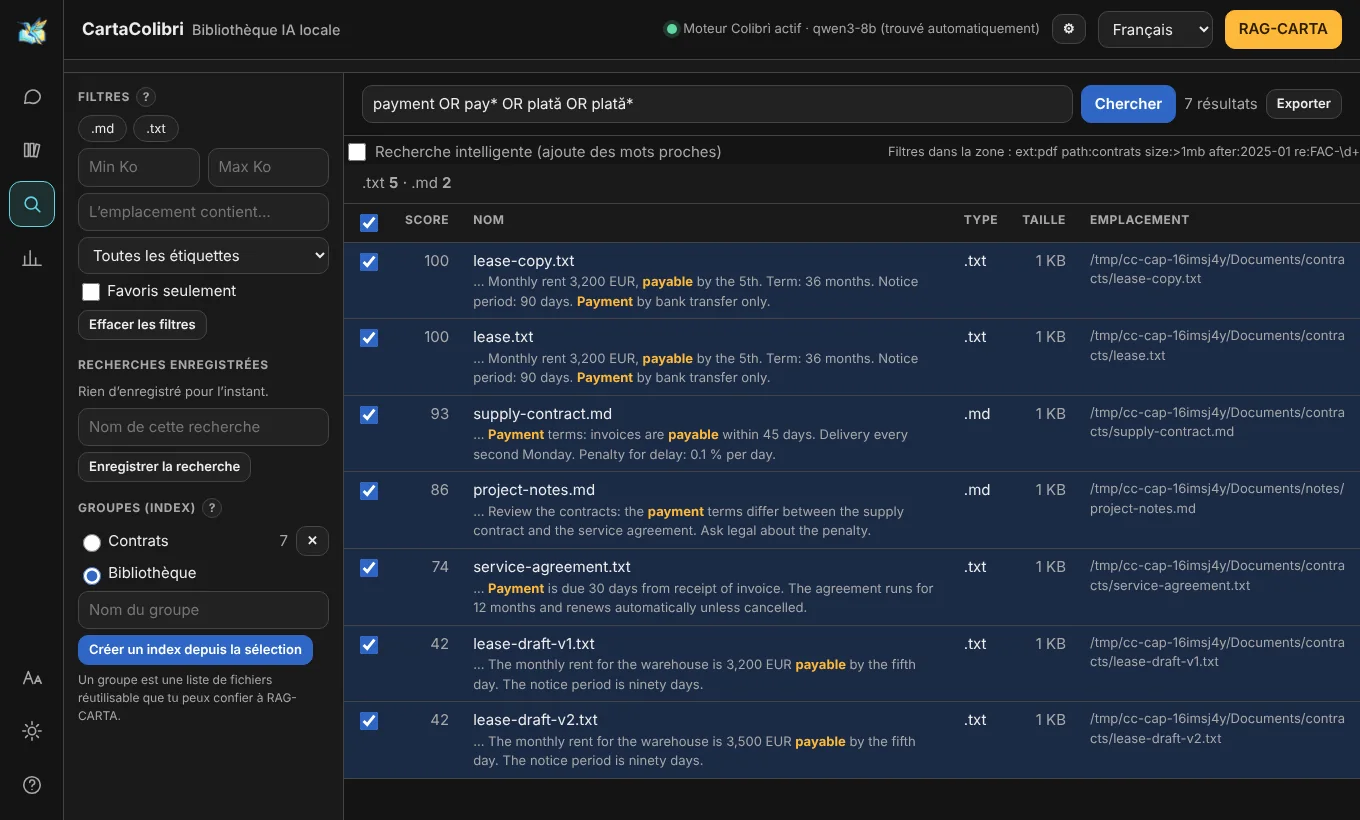 CartaColibri Bibliothèque IA locale
Moteur Colibrì actif · qwen3-8b (trouvé automatiquement)
Français
RAG-CARTA
FILTRES ?
.md .txt
Min Ko Max Ko
L’emplacement contient…
Toutes les étiquettes
Favoris seulement
Effacer les filtres
RECHERCHES ENREGISTRÉES
Rien d’enregistré pour l’instant.
Nom de cette recherche
Enregistrer la recherche
GROUPES (INDEX) ?
Contrats 7 ✕
Bibliothèque
Nom du groupe
Créer un index depuis la sélection
Un groupe est une liste de fichiers
réutilisable que tu peux confier à RAG-
CARTA.
payment OR pay* OR plată OR plată*
Chercher
7 résultats
Exporter
Recherche intelligente (ajoute des mots proches)
Filtres dans la zone : ext:pdf path:contrats size:>1mb after:2025-01 re:FAC-\d+
.txt 5 · .md 2
SCORE NOM TYPE TAILLE EMPLACEMENT
100 lease-copy.txt .txt 1 KB /tmp/cc-cap-16imsj4y/Documents/contra
cts/lease-copy.txt
… Monthly rent 3,200 EUR, payable by the 5th. Term: 36 months. Notice
period: 90 days. Payment by bank transfer only.
100 lease.txt .txt 1 KB /tmp/cc-cap-16imsj4y/Documents/contra
cts/lease.txt
… Monthly rent 3,200 EUR, payable by the 5th. Term: 36 months. Notice
period: 90 days. Payment by bank transfer only.
93 supply-contract.md .md 1 KB /tmp/cc-cap-16imsj4y/Documents/contra
cts/supply-contract.md
… Payment terms: invoices are payable within 45 days. Delivery every
second Monday. Penalty for delay: 0.1 % per day.
86 project-notes.md .md 1 KB /tmp/cc-cap-16imsj4y/Documents/notes/
project-notes.md
… Review the contracts: the payment terms differ between the supply
contract and the service agreement. Ask legal about the penalty.
74 service-agreement.txt .txt 1 KB /tmp/cc-cap-16imsj4y/Documents/contra
cts/service-agreement.txt
… Payment is due 30 days from receipt of invoice. The agreement runs for
12 months and renews automatically unless cancelled.
42 lease-draft-v1.txt .txt 1 KB /tmp/cc-cap-16imsj4y/Documents/contra
cts/lease-draft-v1.txt
… The monthly rent for the warehouse is 3,200 EUR payable by the fifth
day. The notice period is ninety days.
42 lease-draft-v2.txt .txt 1 KB /tmp/cc-cap-16imsj4y/Documents/contra
cts/lease-draft-v2.txt
… The monthly rent for the warehouse is 3,500 EUR payable by the fifth
day. The notice period is ninety days.
AA
?